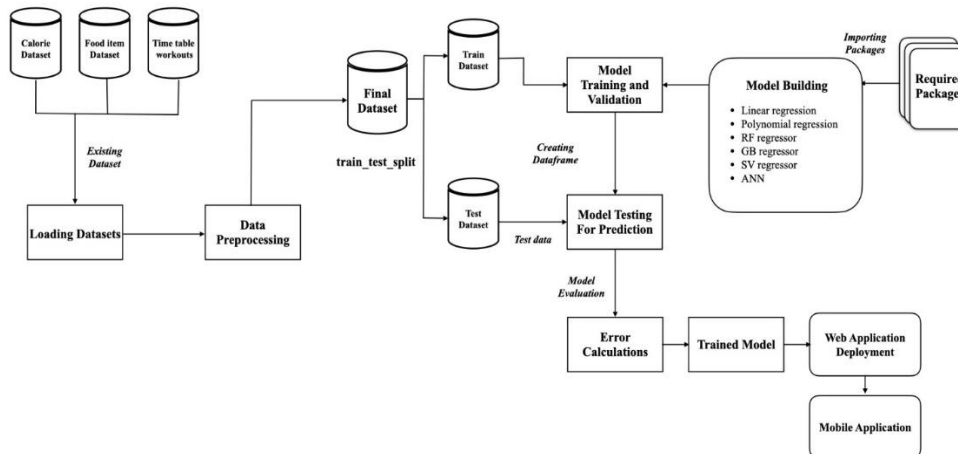 Calorie
Dataset
Food item
Dataset
Time table
workouts
Existing
Dataset
Loading Datasets
Data
Preprocessing
Final
Dataset
train_test_split
Train
Dataset
Test
Dataset
Test data
Model
Training and
Validation
Creating
Dataframe
Model Testing
For Prediction
Model
Evaluation
Error
Calculations
Trained Model
Web Application
Deployment
Mobile Application
Model Building
• Linear regression
• Polynomial regression
• RF regressor
• GB regressor
• SV regressor
• ANN
Importing
Packages
Required
Package